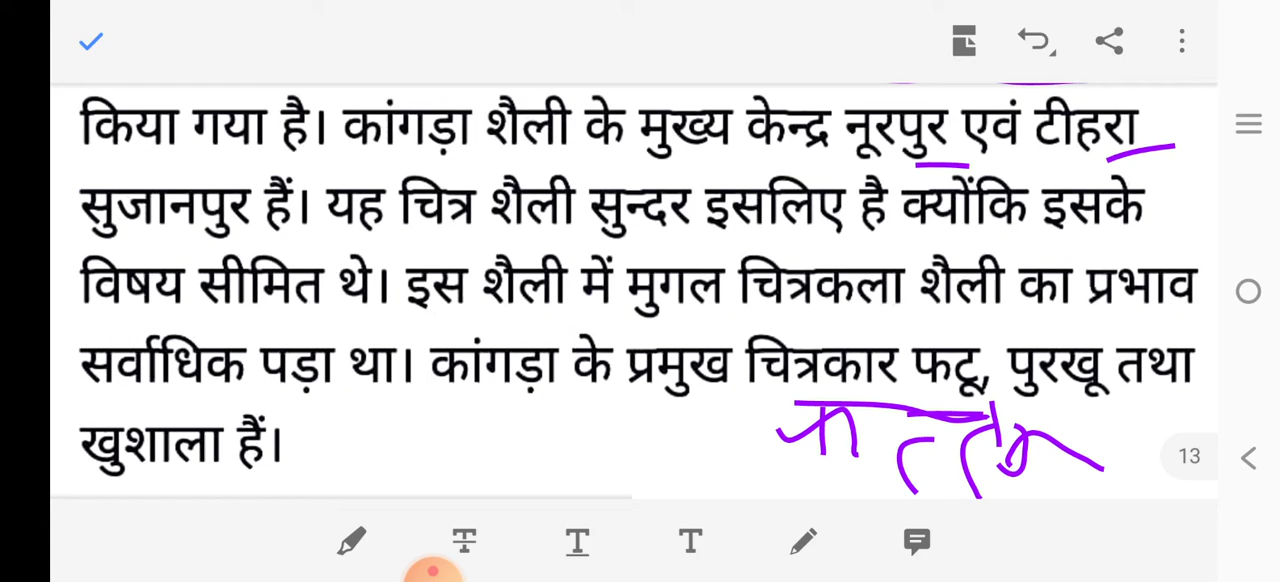 किया गया है। कांगड़ा शैली के मुख्य केन्द्र नूरपुर एवं टीहरा
सुजानपुर हैं। यह चित्र शैली सुन्दर इसलिए है क्योंकि इसके
विषय सीमित थे। इस शैली में मुगल चित्रकला शैली का प्रभाव
सर्वाधिक पड़ा था। कांगड़ा के प्रमुख चित्रकार फटू, पुरखू तथा
खुशाला हैं।
13
T T T